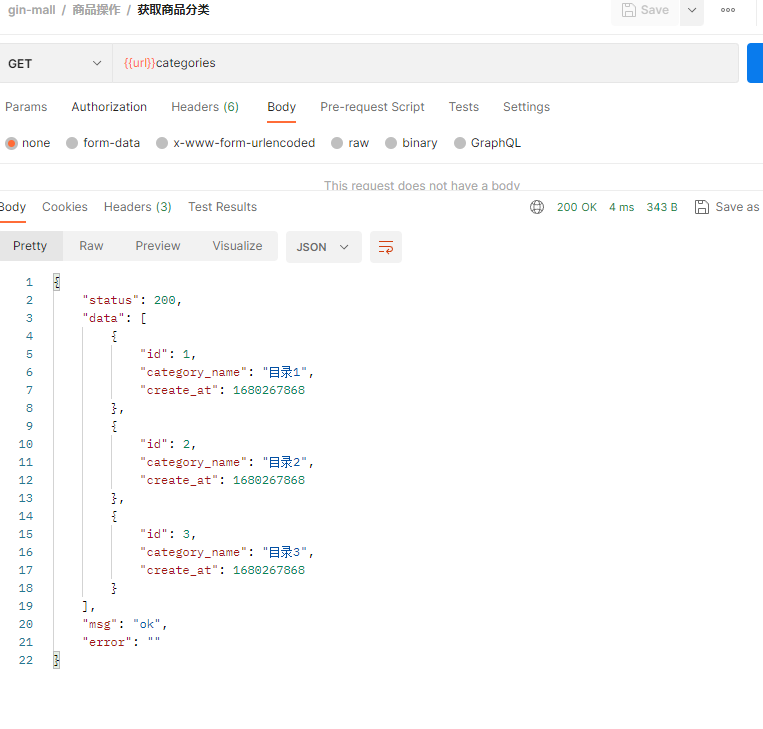 gin-mall / 商品操作 / 获取商品分类
Save
GET
{{url}}categories
Params Authorization Headers (6) Body Pre-request Script Tests Settings
none form-data x-www-form-urlencoded raw binary GraphQL
This request does not have a body
Body Cookies Headers (3) Test Results 200 OK 4 ms 343 B Save as
Pretty Raw Preview Visualize JSON
1 {
2 "status": 200,
3 "data": [
4 {
5 "id": 1,
6 "category_name": "目录1",
7 "create_at": 1680267868
8 },
9 {
10 "id": 2,
11 "category_name": "目录2",
12 "create_at": 1680267868
13 },
14 {
15 "id": 3,
16 "category_name": "目录3",
17 "create_at": 1680267868
18 }
19 ],
20 "msg": "ok",
21 "error": ""
22 }